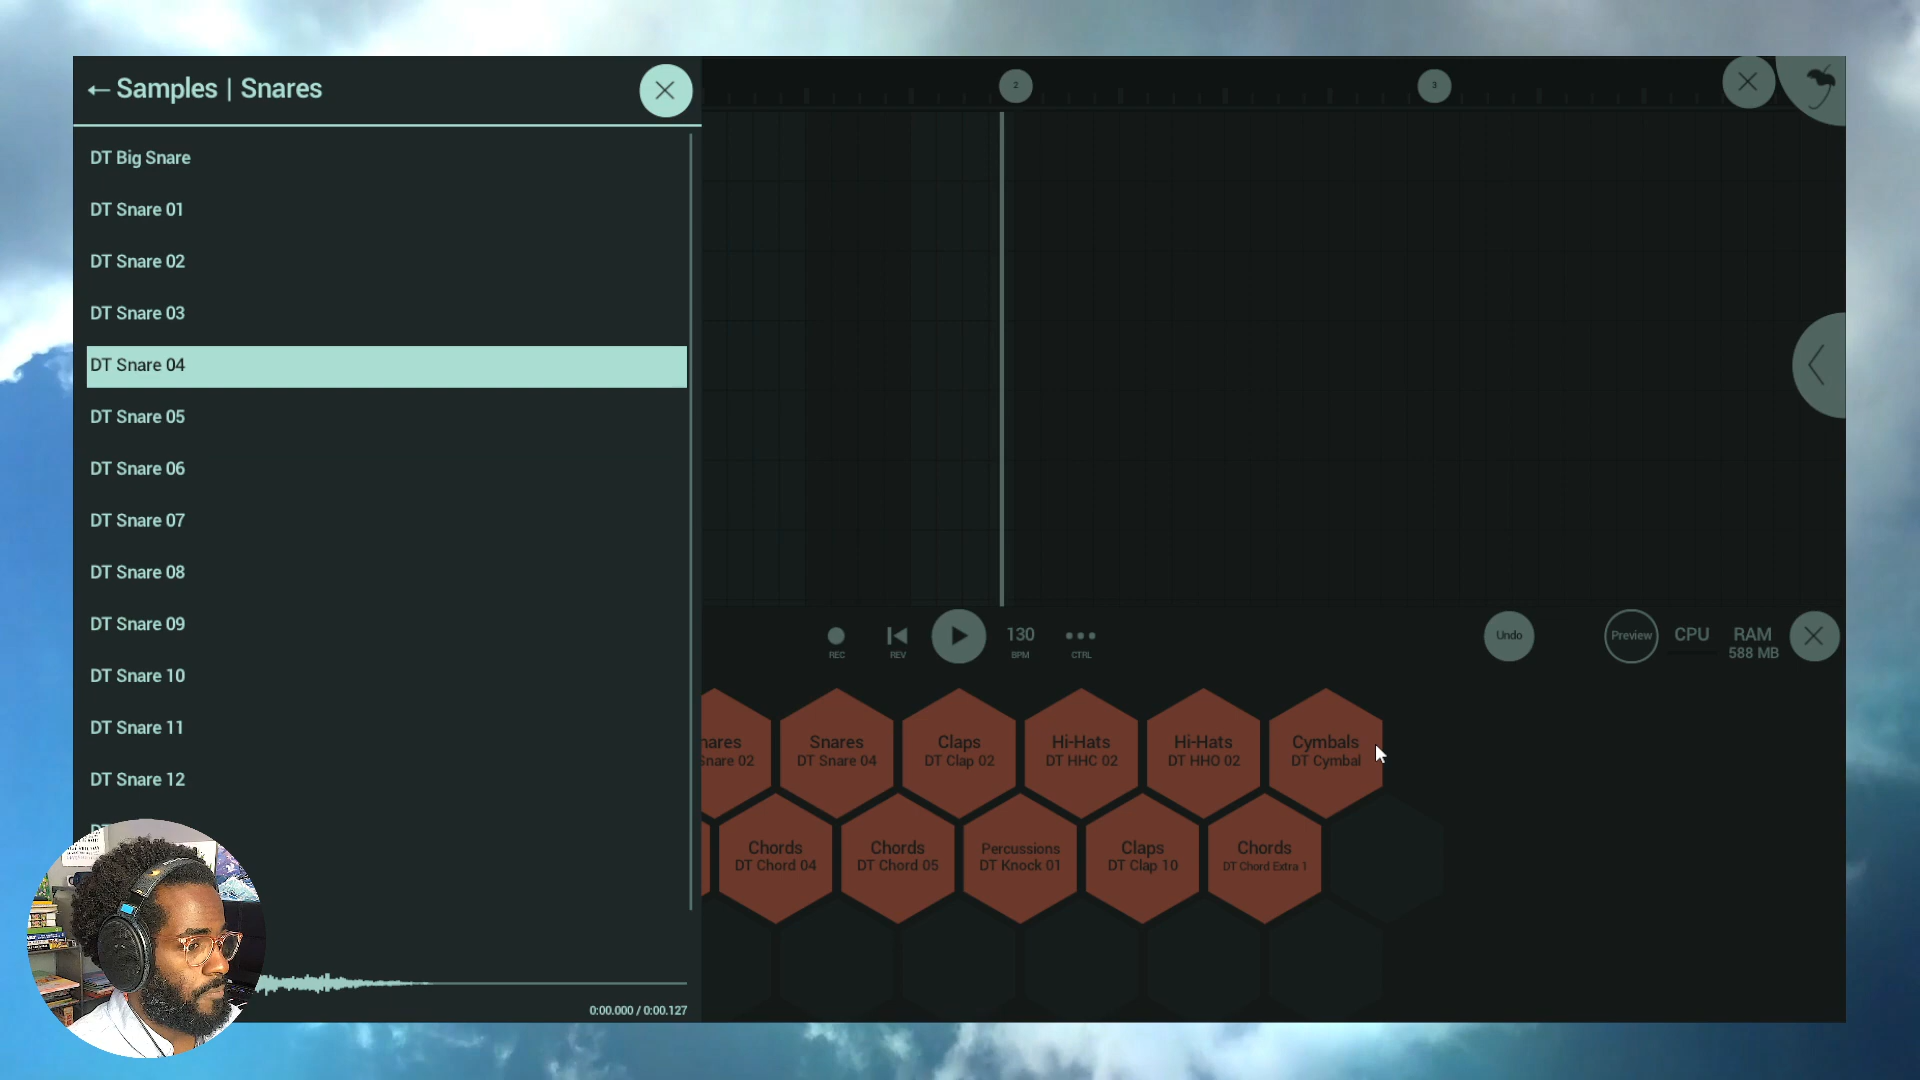 ← Samples | Snares
DT Big Snare
DT Snare 01
DT Snare 02
DT Snare 03
DT Snare 04
DT Snare 05
DT Snare 06
DT Snare 07
DT Snare 08
DT Snare 09
DT Snare 10
DT Snare 11
DT Snare 12
0:00.000 / 0:00.127
2
3
REC
REV
130
BPM
CTRL
Undo
Preview
CPU
RAM
588 MB
nares
Snare 02
Snares
DT Snare 04
Claps
DT Clap 02
Hi-Hats
DT HHC 02
Hi-Hats
DT HHO 02
Cymbals
DT Cymbal
Chords
DT Chord 04
Chords
DT Chord 05
Percussions
DT Knock 01
Claps
DT Clap 10
Chords
DT Chord Extra 1